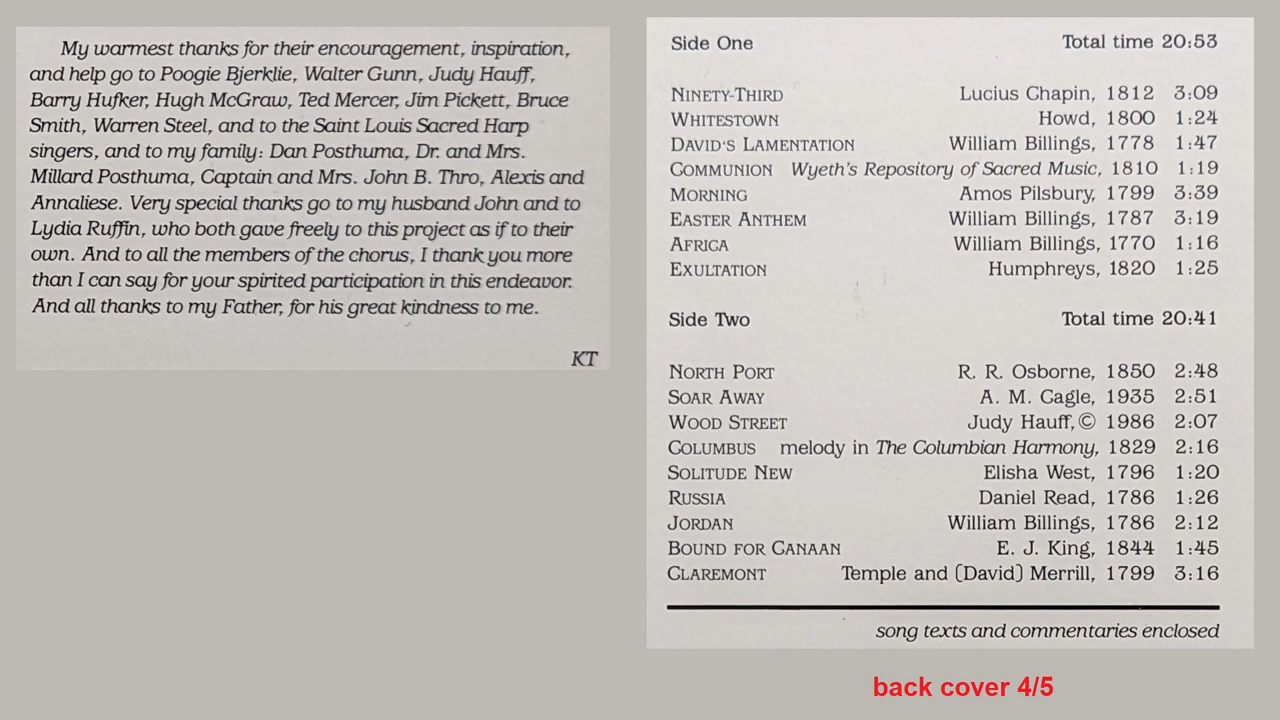 My warmest thanks for their encouragement, inspiration,
and help go to Poogie Bjerklie, Walter Gunn, Judy Hauff,
Barry Hufker, Hugh McGraw, Ted Mercer, Jim Pickett, Bruce
Smith, Warren Steel, and to the Saint Louis Sacred Harp
singers, and to my family: Dan Posthuma, Dr. and Mrs.
Millard Posthuma, Captain and Mrs. John B. Thro, Alexis and
Annaliese. Very special thanks go to my husband John and to
Lydia Ruffin, who both gave freely to this project as if to their
own. And to all the members of the chorus, I thank you more
than I can say for your spirited participation in this endeavor.
And all thanks to my Father, for his great kindness to me.
KT
Side One Total time 20:53
NINETY-THIRD Lucius Chapin, 1812 3:09
WHITESTOWN Howd, 1800 1:24
DAVID'S LAMENTATION William Billings, 1778 1:47
COMMUNION Wyeth's Repository of Sacred Music, 1810 1:19
MORNING Amos Pilsbury, 1799 3:39
EASTER ANTHEM William Billings, 1787 3:19
AFRICA William Billings, 1770 1:16
EXULTATION Humphreys, 1820 1:25
Side Two Total time 20:41
NORTH PORT R. R. Osborne, 1850 2:48
SOAR AWAY A. M. Cagle, 1935 2:51
WOOD STREET Judy Hauff,© 1986 2:07
COLUMBUS melody in The Columbian Harmony, 1829 2:16
SOLITUDE NEW Elisha West, 1796 1:20
RUSSIA Daniel Read, 1786 1:26
JORDAN William Billings, 1786 2:12
BOUND FOR CANAAN E. J. King, 1844 1:45
CLAREMONT Temple and (David) Merrill, 1799 3:16
song texts and commentaries enclosed
back cover 4/5